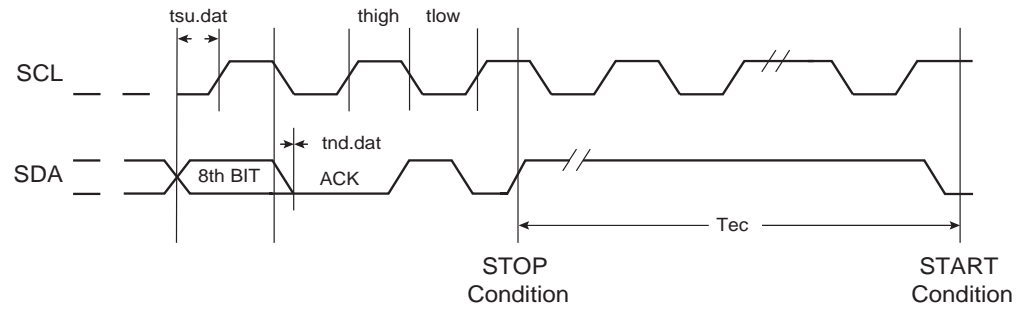 tsu.dat
thigh
tlow
SCL
tnd.dat
SDA
8th BIT
ACK
Tec
STOP
Condition
START
Condition